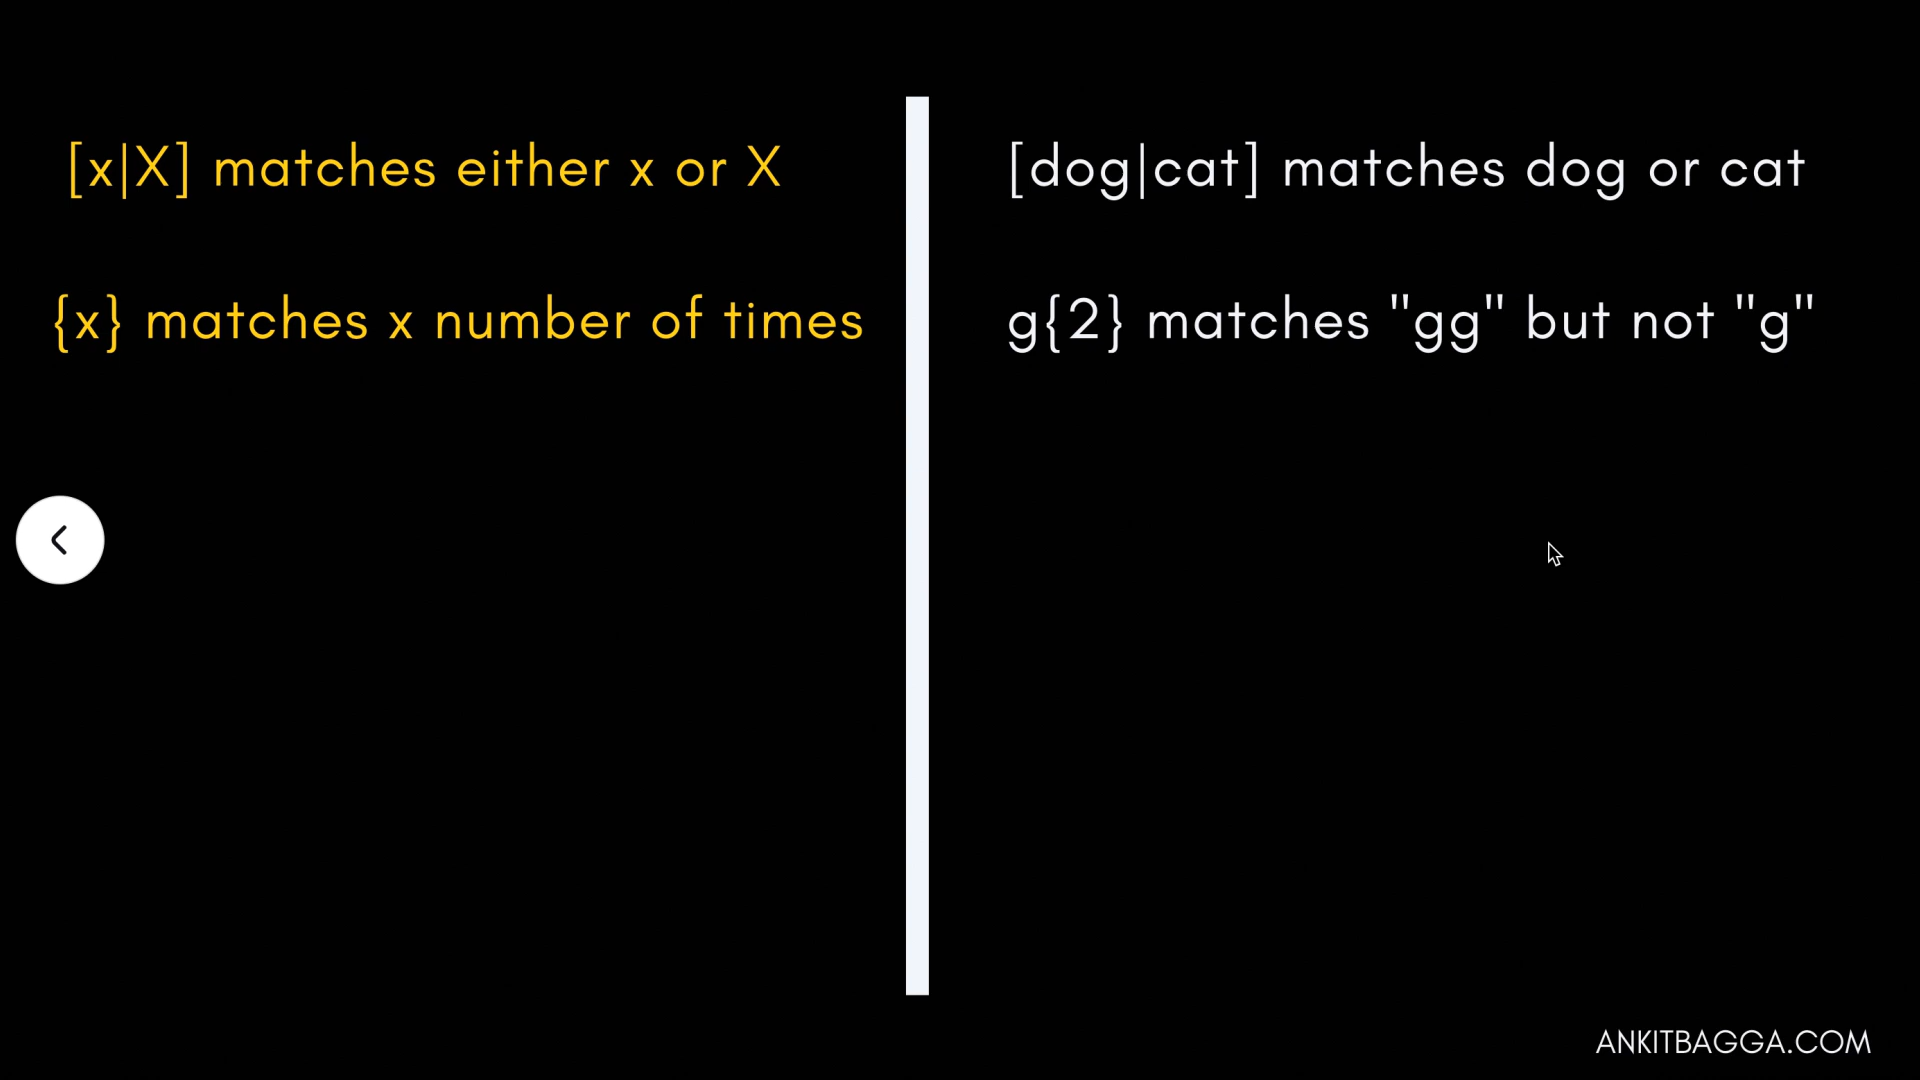 [x|X] matches either x or X
{x} matches x number of times
[dog|cat] matches dog or cat
g{2} matches "gg" but not "g"
ANKITBAGGA.COM